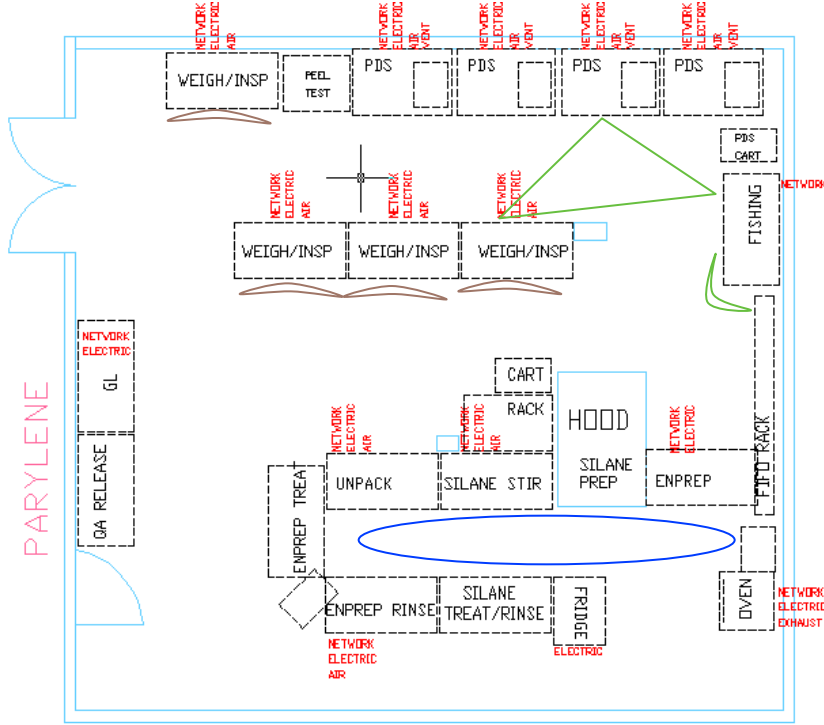 NETWORK
ELECTRIC
AIR
NETWORK
ELECTRIC
AIR
VENT
NETWORK
ELECTRIC
AIR
VENT
NETWORK
ELECTRIC
AIR
VENT
NETWORK
ELECTRIC
AIR
VENT
WEIGH/INSP
PEEL
TEST
PDS
PDS
PDS
PDS
PDS
CART
NETWORK
FISHING
NETWORK
ELECTRIC
AIR
NETWORK
ELECTRIC
AIR
NETWORK
ELECTRIC
AIR
WEIGH/INSP
WEIGH/INSP
WEIGH/INSP
NETWORK
ELECTRIC
GL
QA RELEASE
PARYLENE
CART
RACK
HOOD
SILANE
PREP
NETWORK
ELECTRIC
AIR
NETWORK
ELECTRIC
AIR
NETWORK
ELECTRIC
FIFO RACK
UNPACK
SILANE STIR
ENPREP
ENPREP TREAT
ENPREP RINSE
SILANE
TREAT/RINSE
FRIDGE
OVEN
NETWORK
ELECTRIC
EXHAUST
NETWORK
ELECTRIC
AIR
ELECTRIC